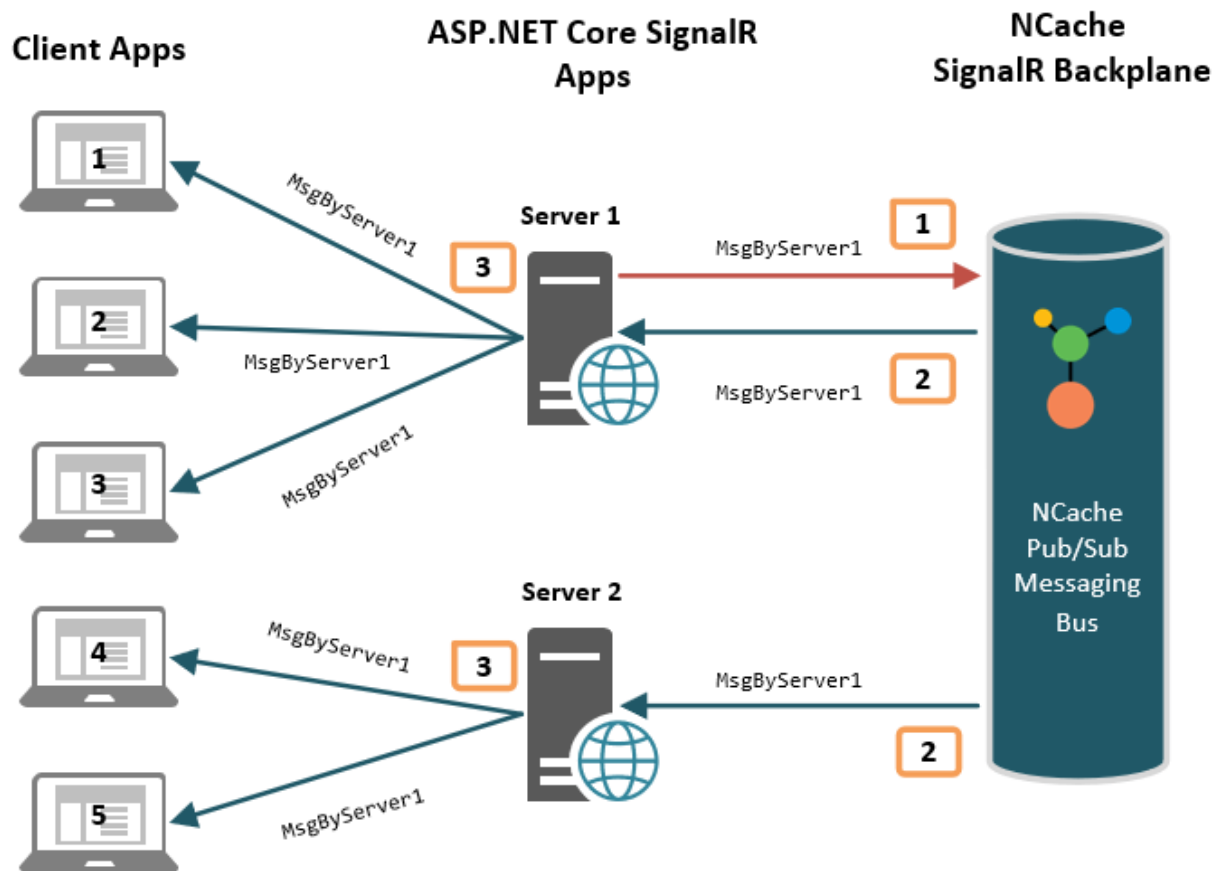 Client Apps
ASP.NET Core SignalR
Apps
NCache
SignalR Backplane
1
MsgByServer1
2
MsgByServer1
3
MsgByServer1
Server 1
3
MsgByServer1
1
MsgByServer1
2
NCache
Pub/Sub
Messaging
Bus
Server 2
3
4
MsgByServer1
5
MsgByServer1
MsgByServer1
2